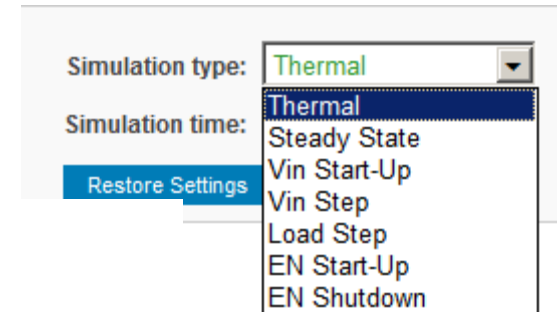 Simulation type: Thermal
Thermal
Simulation time:
Steady State
Vin Start-Up
Restore Settings
Vin Step
Load Step
EN Start-Up
EN Shutdown